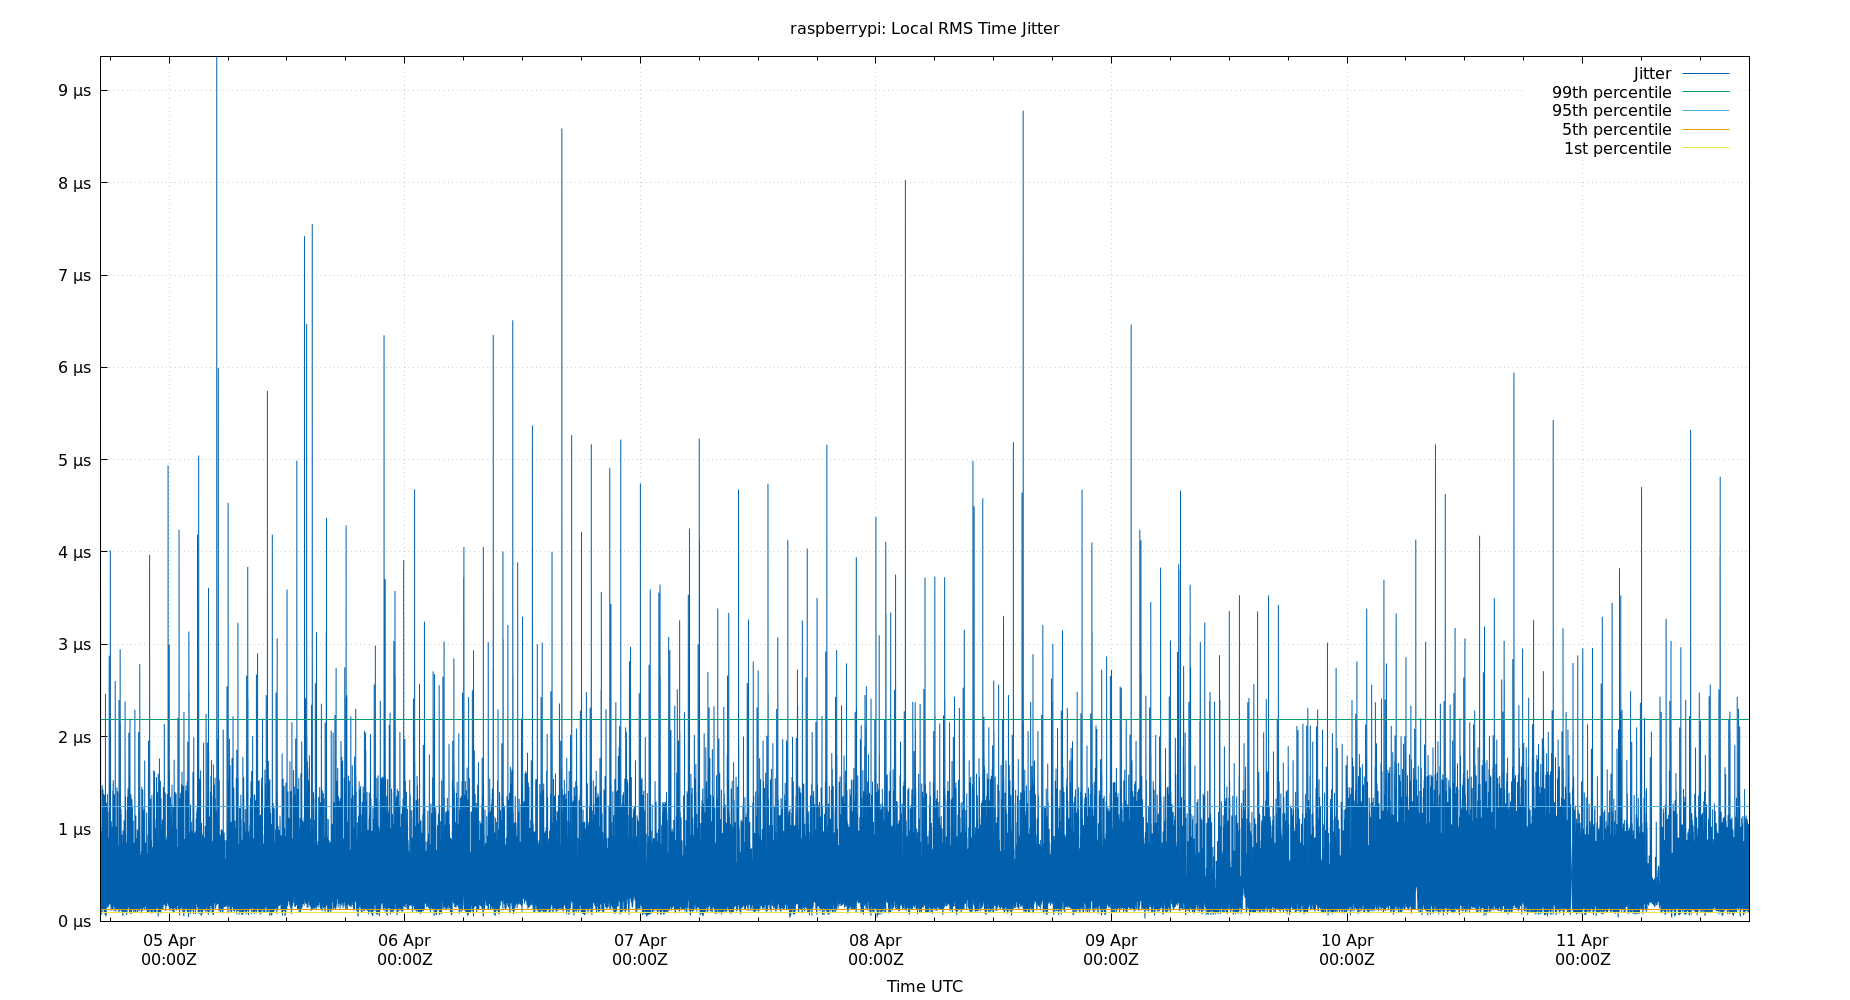 raspberrypi: Local RMS Time Jitter
Jitter
99th percentile
95th percentile
5th percentile
1st percentile
9 µs
8 µs
7 µs
6 µs
5 µs
4 µs
3 µs
2 µs
1 µs
0 µs
05 Apr 06 Apr 07 Apr 08 Apr 09 Apr 10 Apr 11 Apr
00:00Z 00:00Z 00:00Z 00:00Z 00:00Z 00:00Z 00:00Z
Time UTC